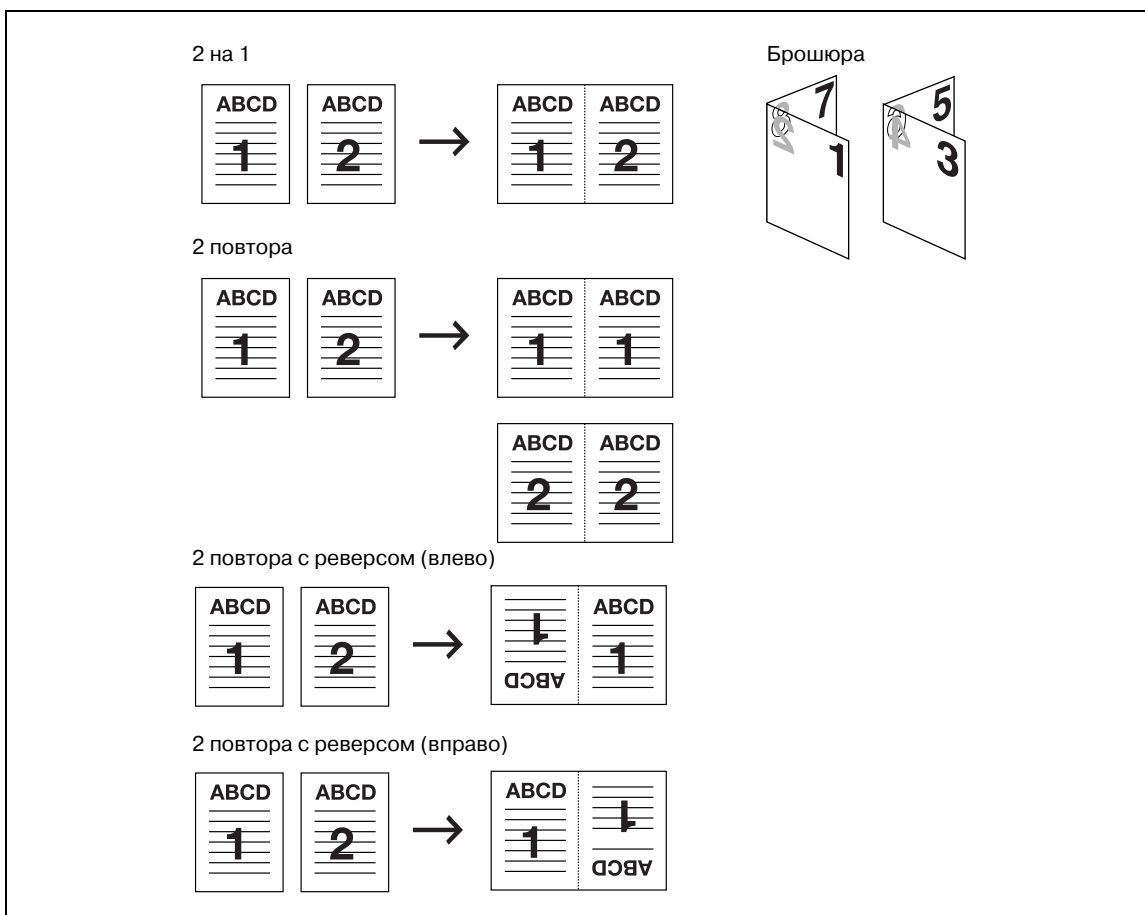 2 на 1
ABCD ABCD ABCD ABCD
1 2 → 1 2
Брошюра
7 5
2 4
1 3
2 повтора
ABCD ABCD ABCD ABCD
1 2 → 1 1
ABCD ABCD
2 2
2 повтора с реверсом (влево)
ABCD ABCD ABCD
1 2 → 1 1
ABCD
2 повтора с реверсом (вправо)
ABCD ABCD ABCD
1 2 → 1 1
ABCD